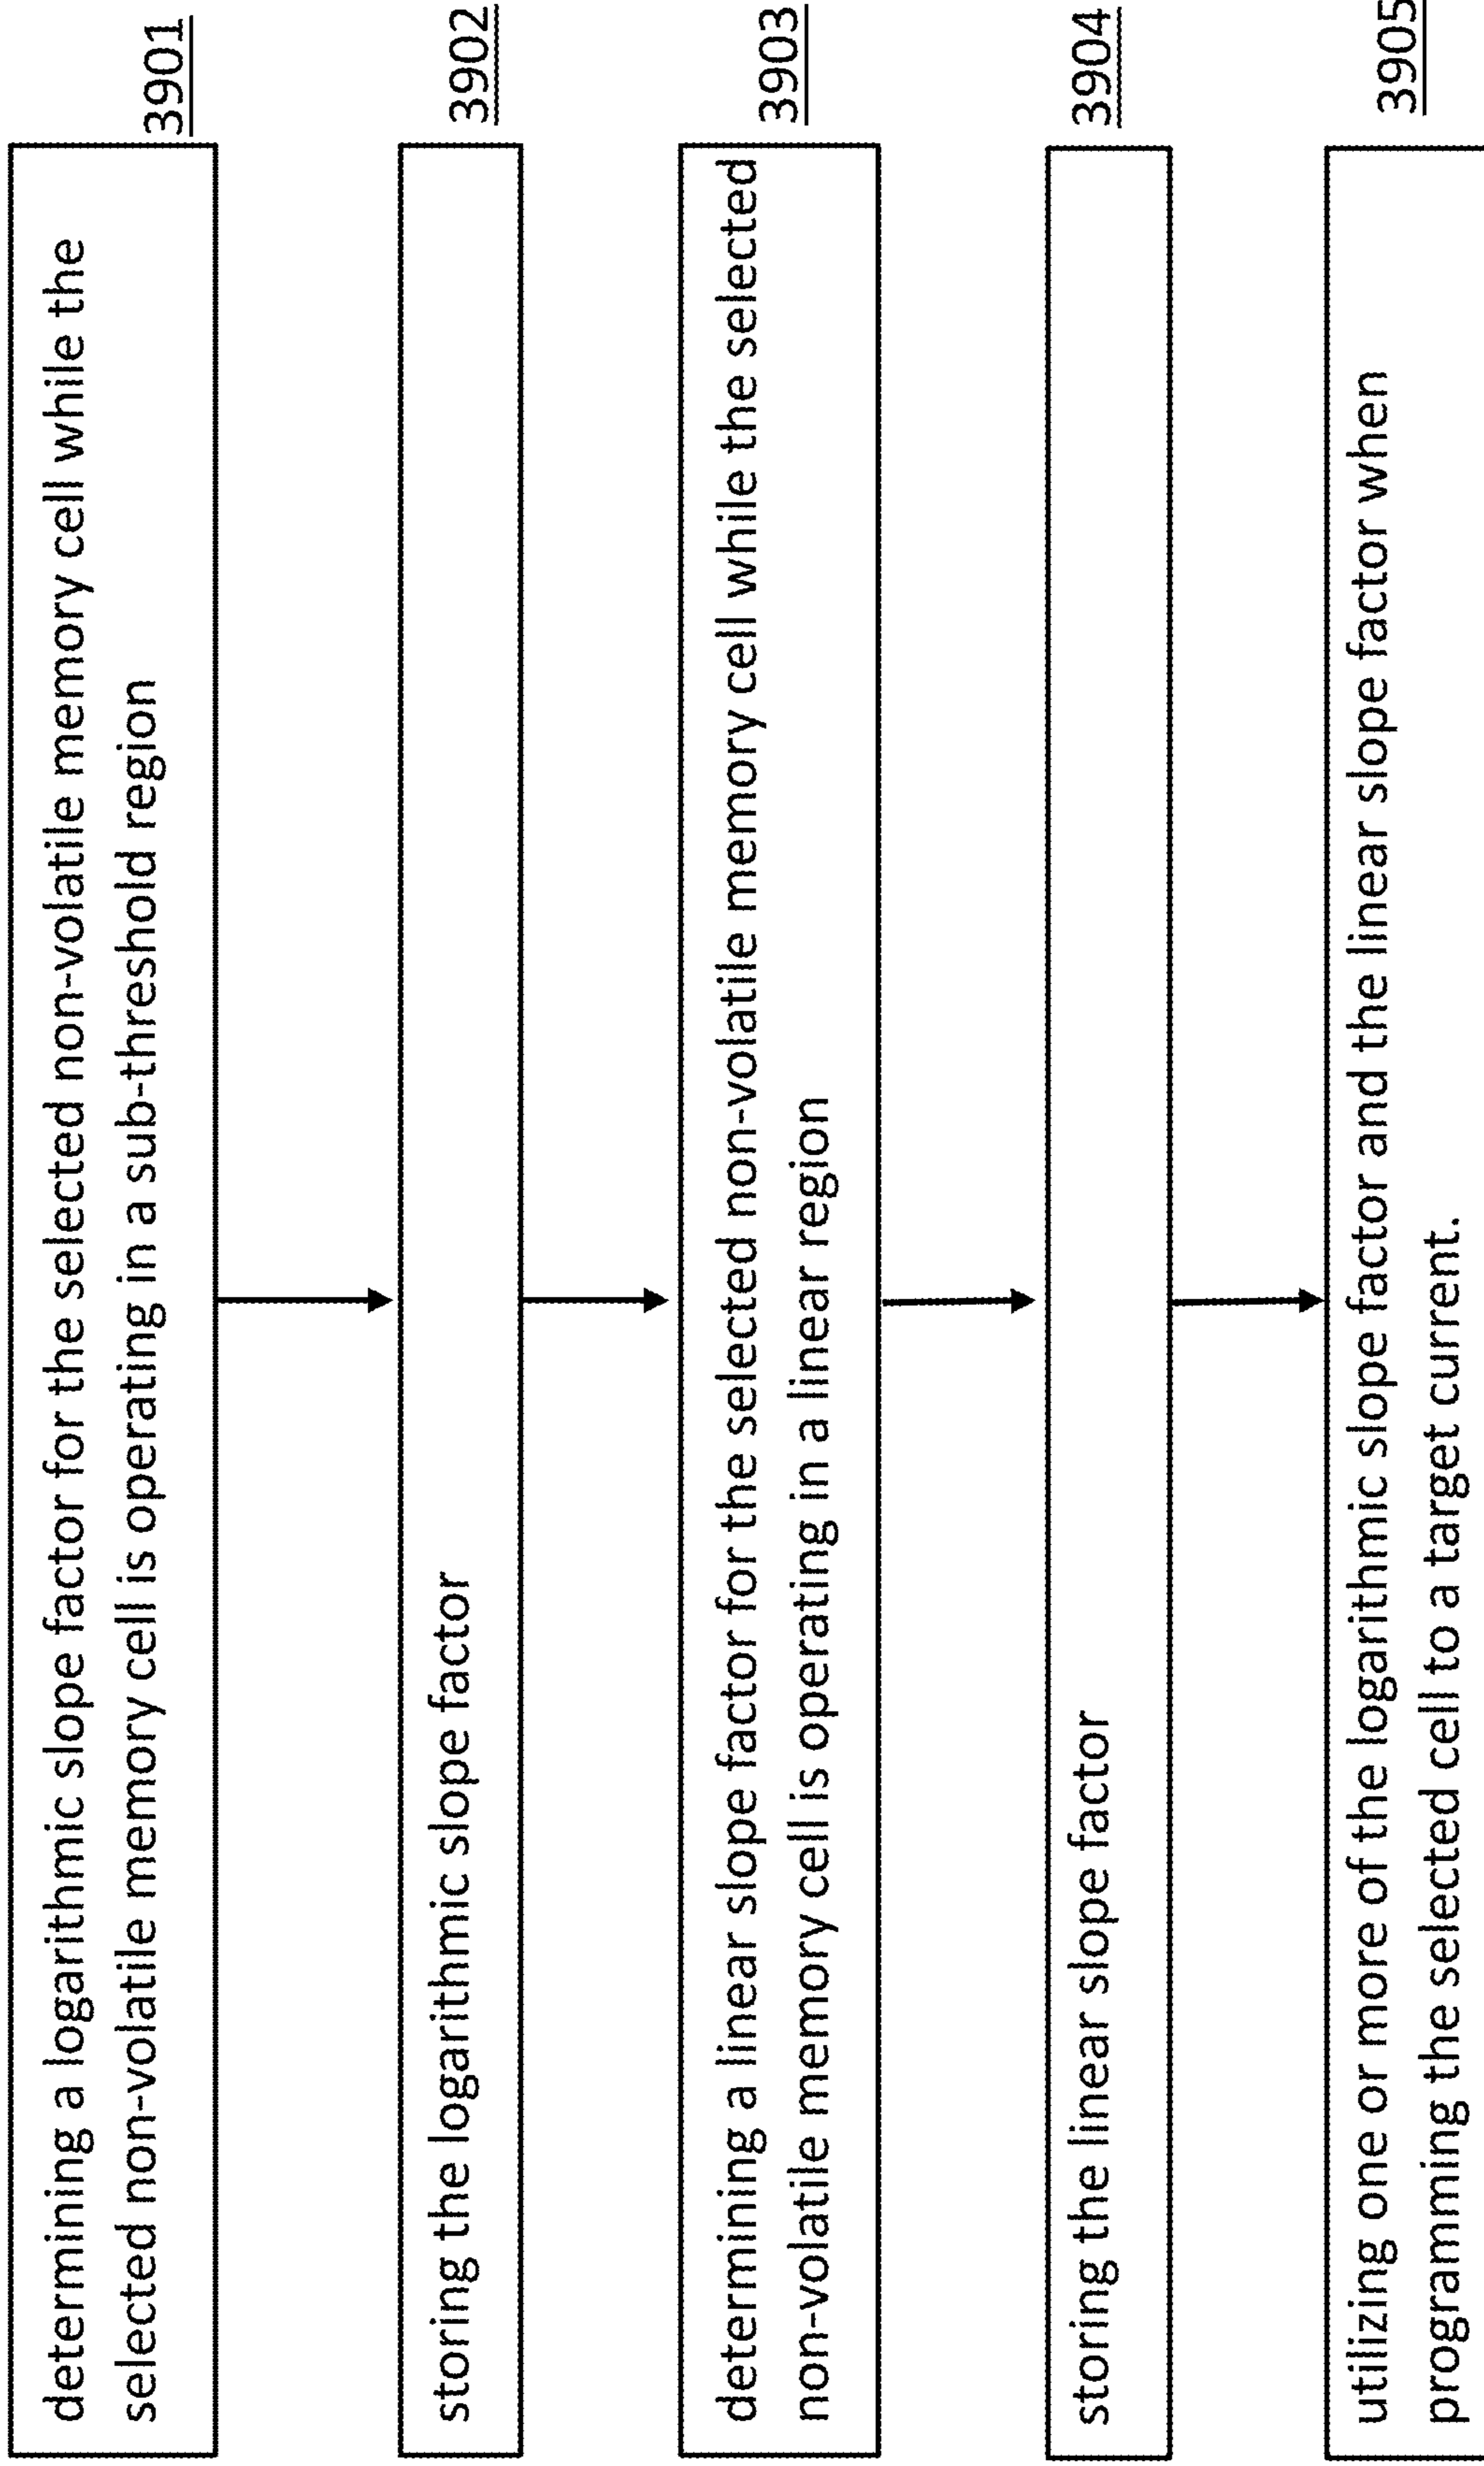 determining a logarithmic slope factor for the selected non-volatile memory cell while the
selected non-volatile memory cell is operating in a sub-threshold region
3901
storing the logarithmic slope factor
3902
determining a linear slope factor for the selected non-volatile memory cell while the selected
non-volatile memory cell is operating in a linear region
3903
storing the linear slope factor
3904
utilizing one or more of the logarithmic slope factor and the linear slope factor when
programming the selected cell to a target current.
3905